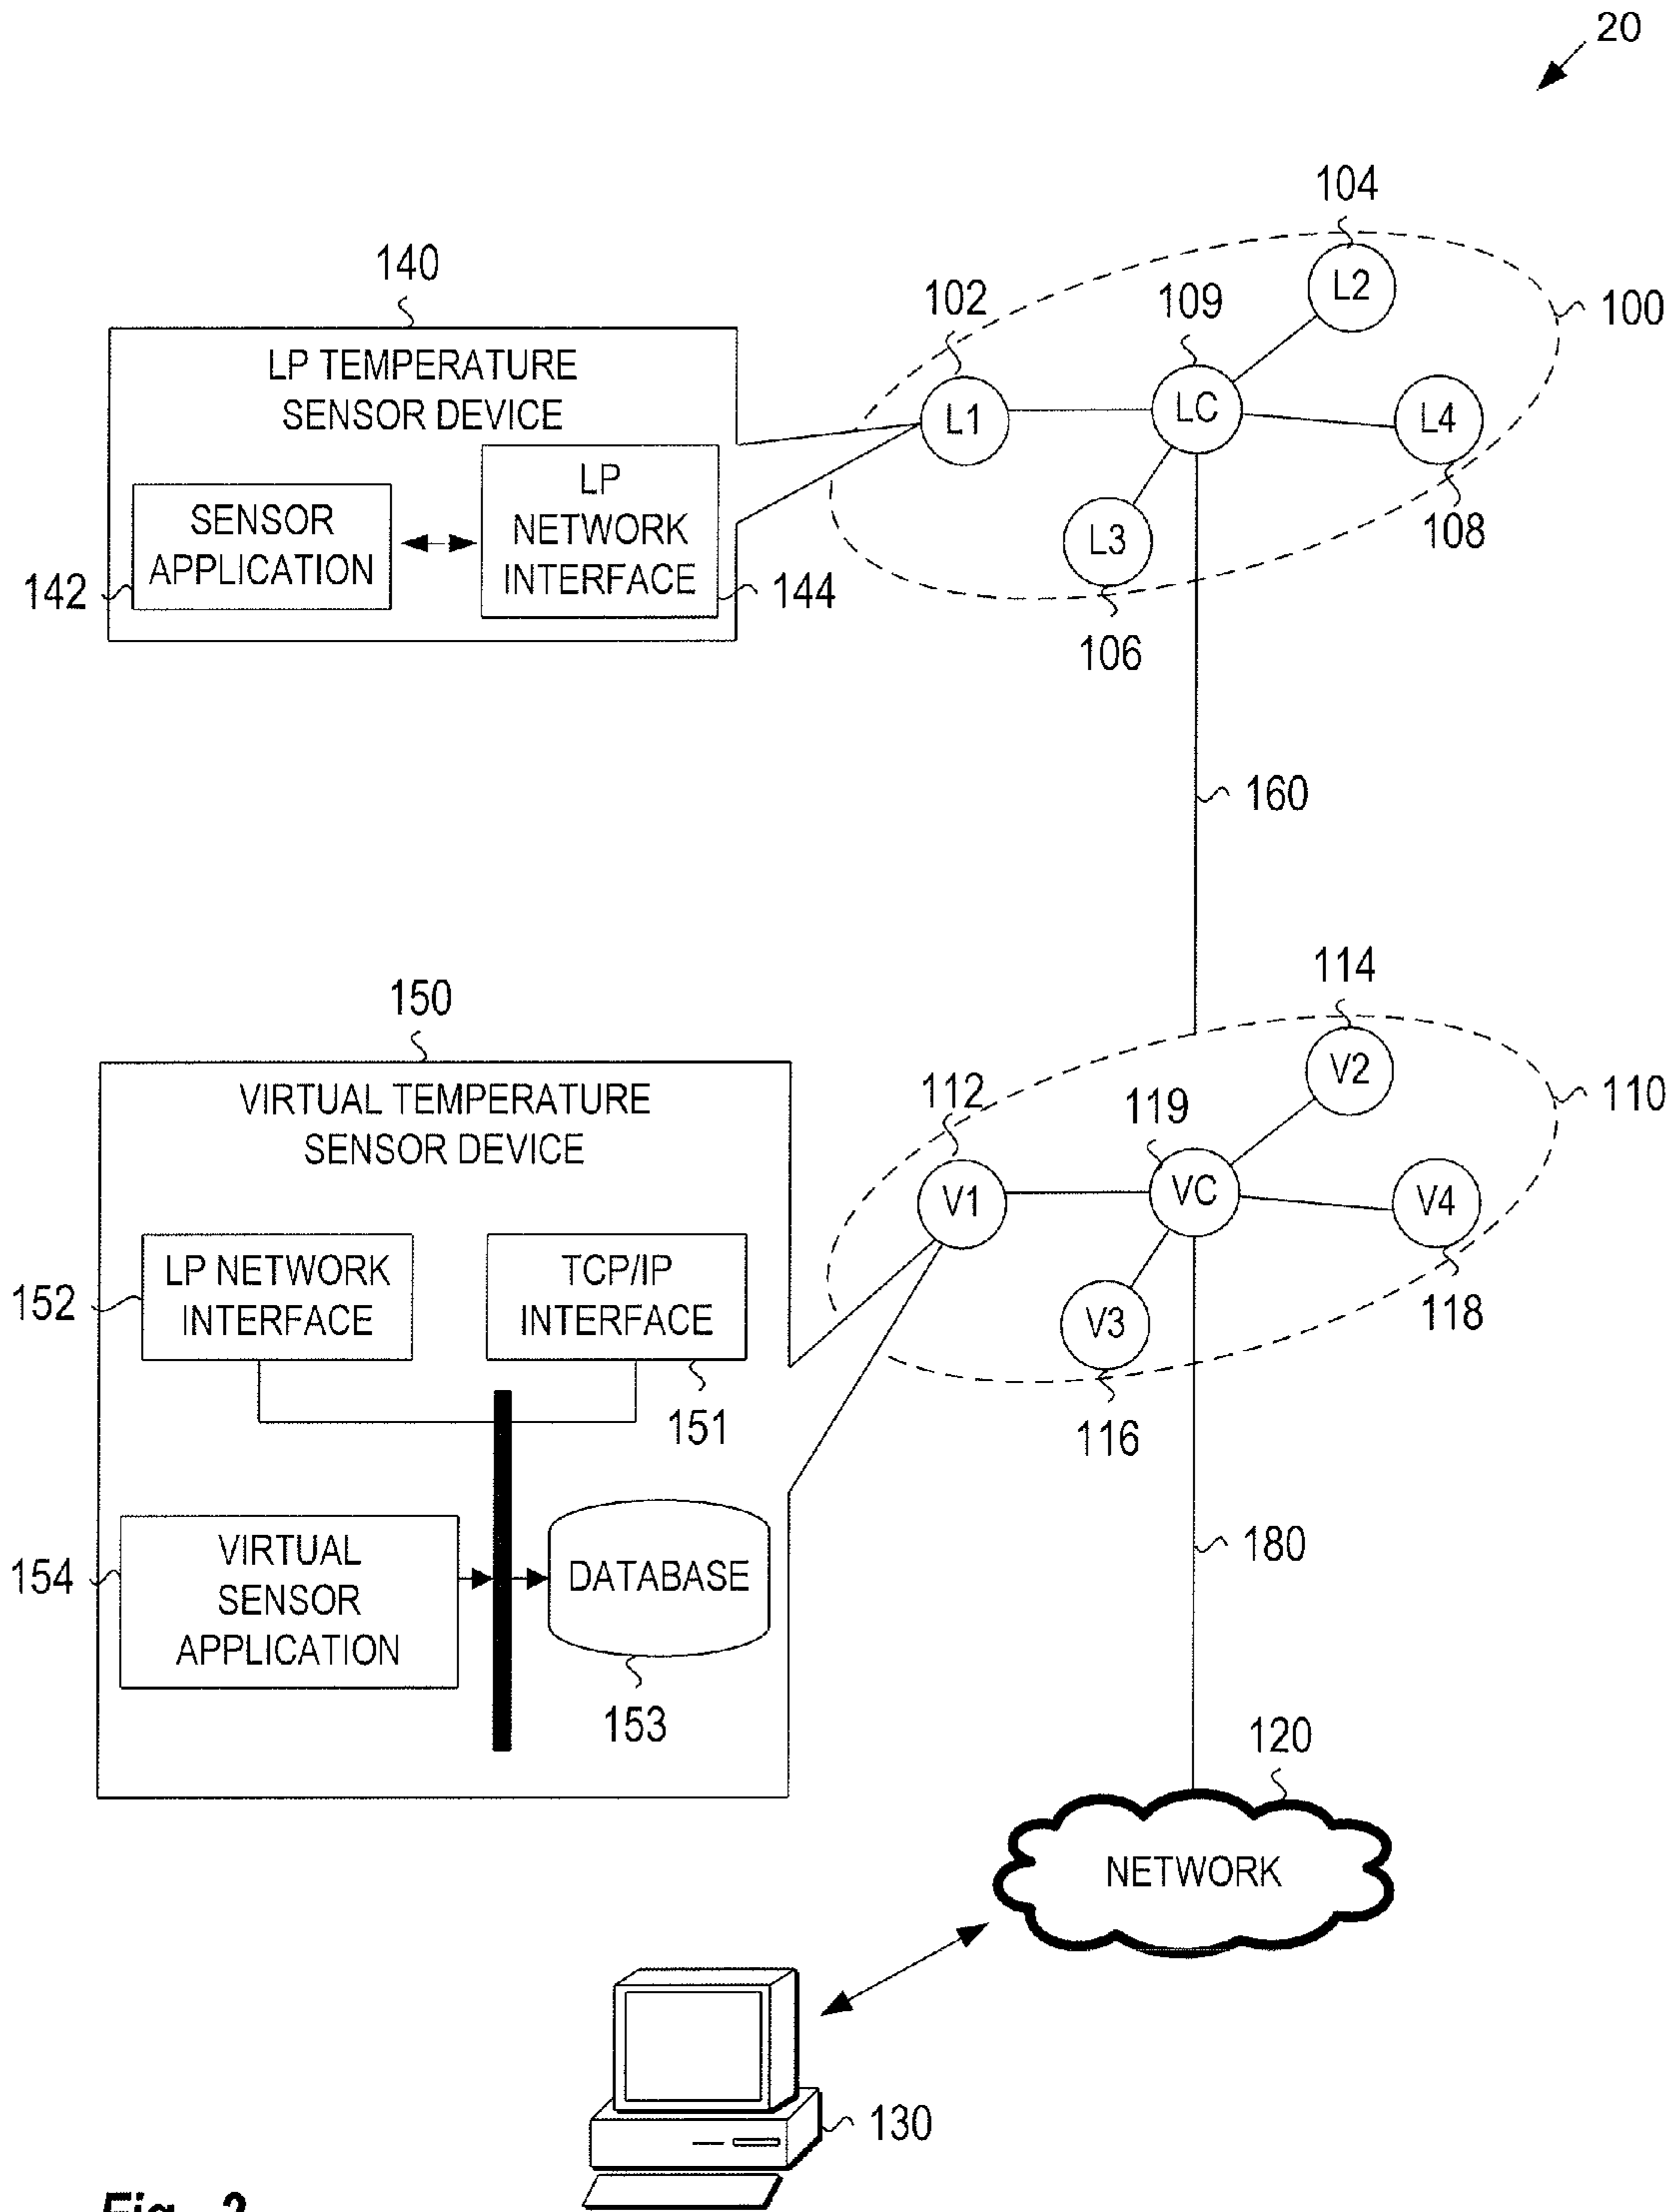 20
104
140
102
109
100
L2
LP TEMPERATURE
SENSOR DEVICE
L1
LC
L4
LP
NETWORK
INTERFACE
SENSOR
APPLICATION
L3
108
142
144
106
160
114
150
112
119
110
V2
VIRTUAL TEMPERATURE
SENSOR DEVICE
V1
VC
V4
LP NETWORK
INTERFACE
TCP/IP
INTERFACE
152
V3
118
151
116
VIRTUAL
SENSOR
APPLICATION
154
DATABASE
180
153
120
NETWORK
130